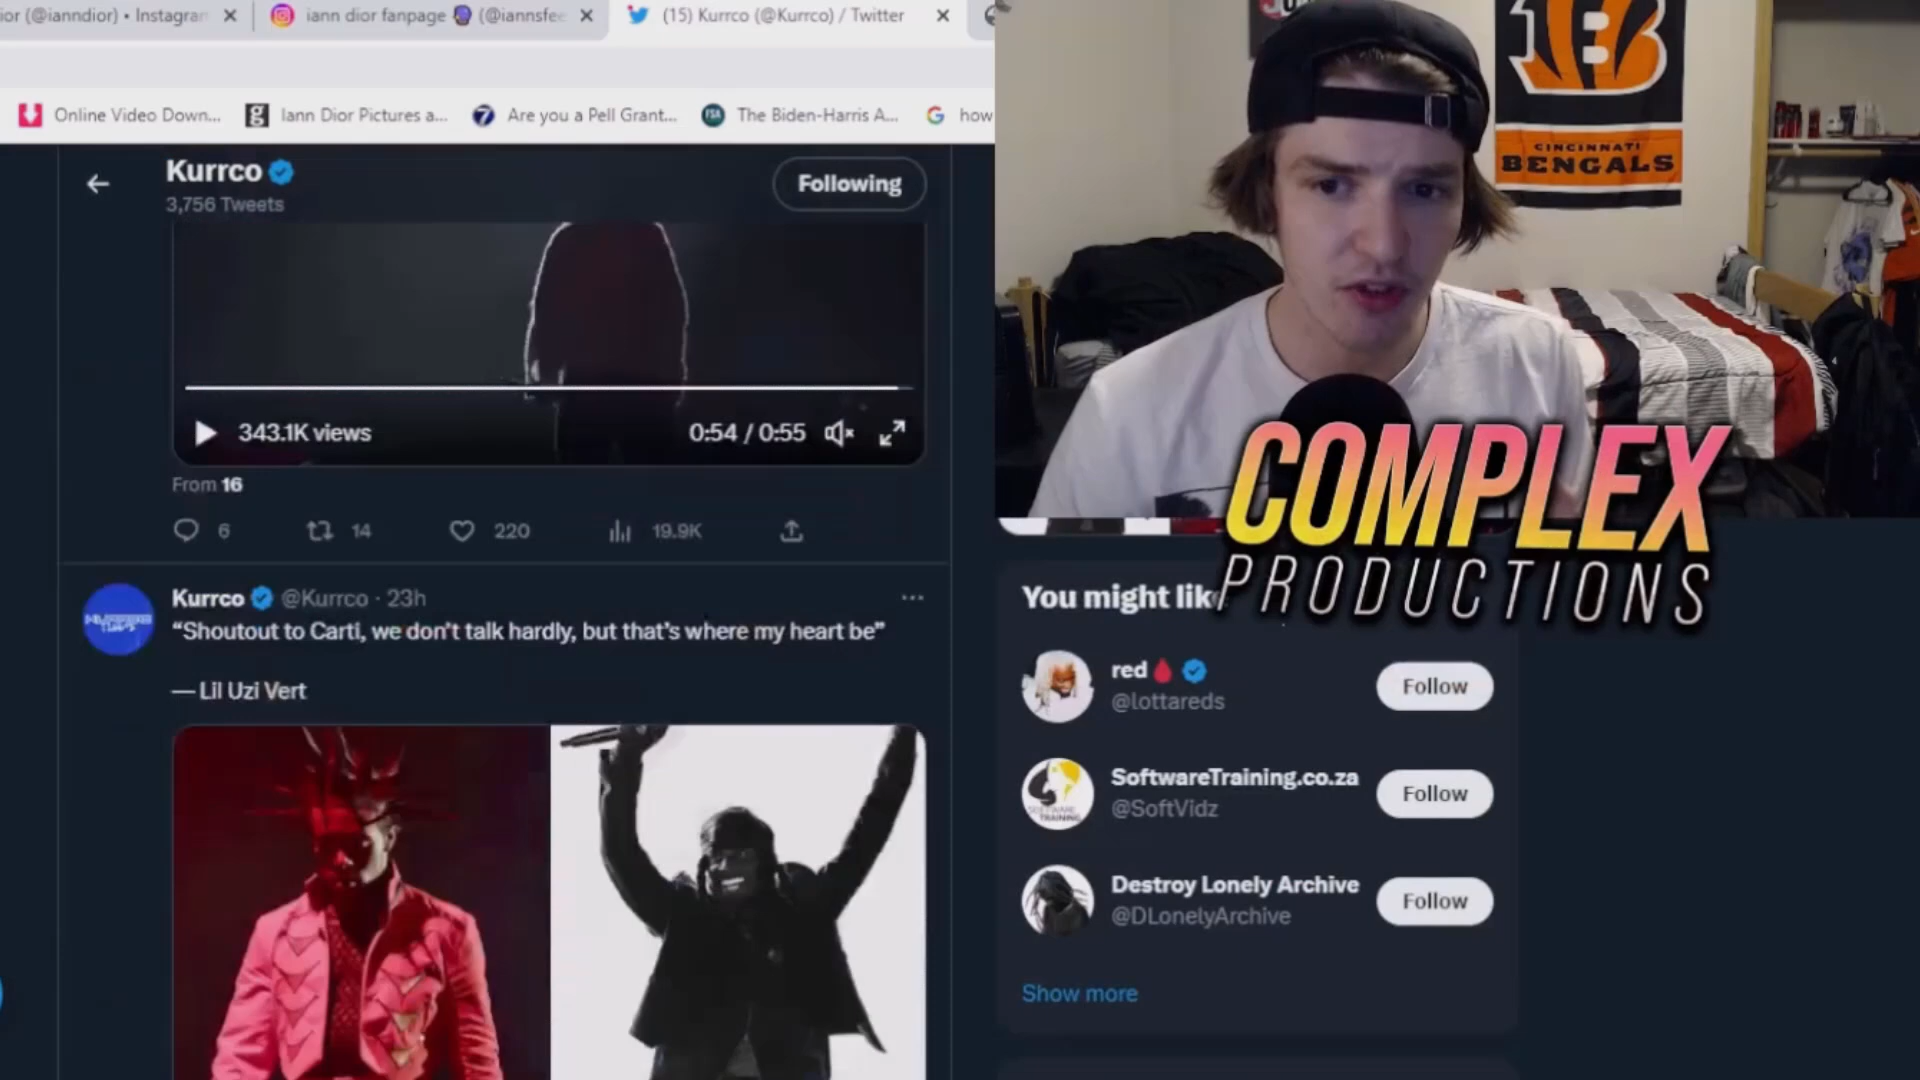 ior (@ianndior) • Instagram
iann dior fanpage 🔮 (@iannsfee
(15) Kurrco (@Kurrco) / Twitter
Online Video Down...
Iann Dior Pictures a...
Are you a Pell Grant...
The Biden-Harris A...
how
Kurrco
3,756 Tweets
Following
343.1K views
0:54 / 0:55
From 16
6
14
220
19.9K
Kurrco @Kurrco · 23h
“Shoutout to Carti, we don’t talk hardly, but that’s where my heart be”
— Lil Uzi Vert
CINCINNATI
BENGALS
COMPLEX
PRODUCTIONS
You might lik
red🩸
@lottareds
Follow
SoftwareTraining.co.za
@SoftVidz
Follow
Destroy Lonely Archive
@DLonelyArchive
Follow
Show more